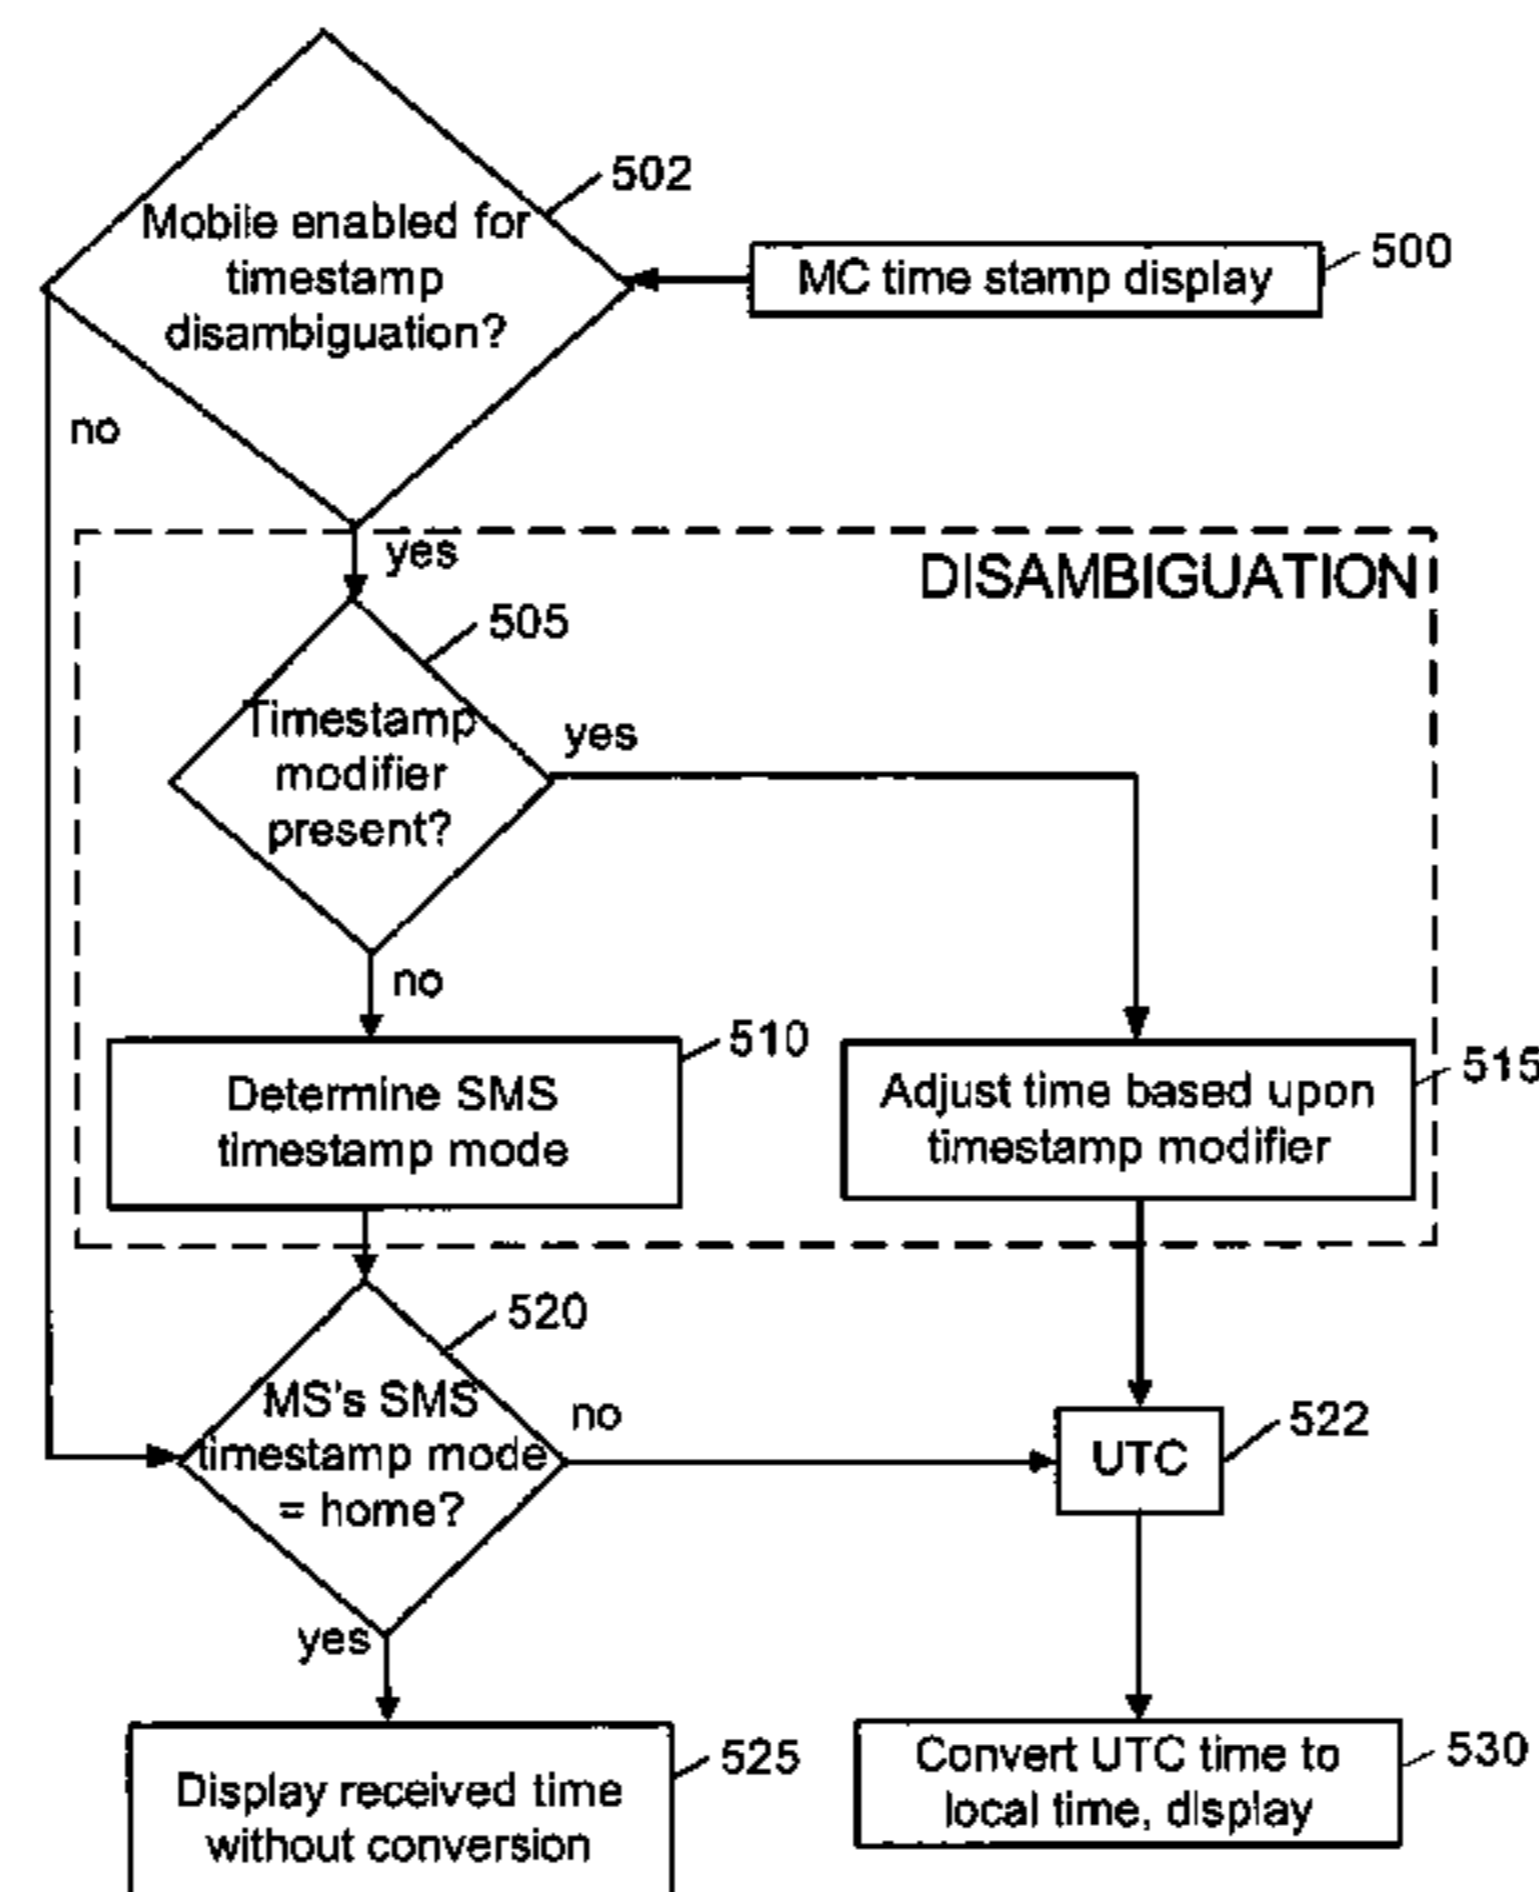 502
Mobile enabled for
timestamp
disambiguation?
500
MC time stamp display
no
yes
DISAMBIGUATION
505
Timestamp
modifier
present?
yes
no
510
Determine SMS
timestamp mode
515
Adjust time based upon
timestamp modifier
520
MS's SMS
timestamp mode
= home?
no
522
UTC
yes
525
Display received time
without conversion
530
Convert UTC time to
local time, display